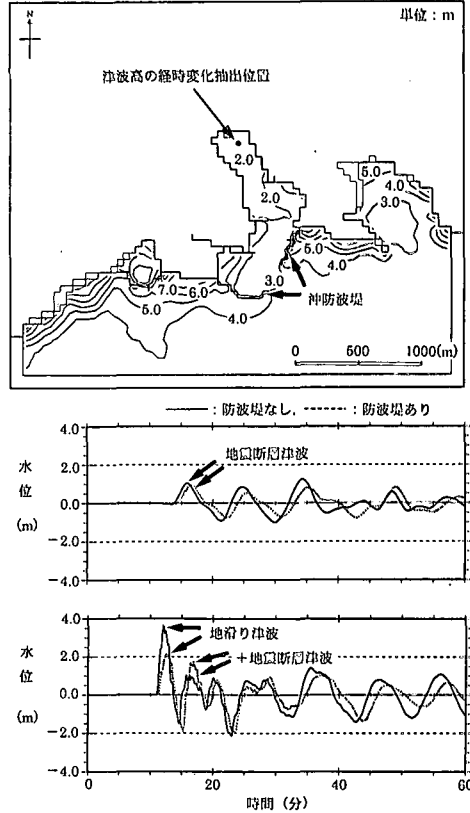 N
単位：m
津波高の経時変化抽出位置
2.0
2.0
5.0
4.0
3.0
5.0
4.0
3.0
7.0
6.0
5.0
4.0
沖防波堤
0 500 1000(m)
——：防波堤なし, -----：防波堤あり
4.0
2.0
0.0
−2.0
−4.0
水位(m)
地震断層津波
4.0
2.0
0.0
−2.0
−4.0
水位(m)
地滑り津波
＋地震断層津波
0 20 40 60
時間（分）